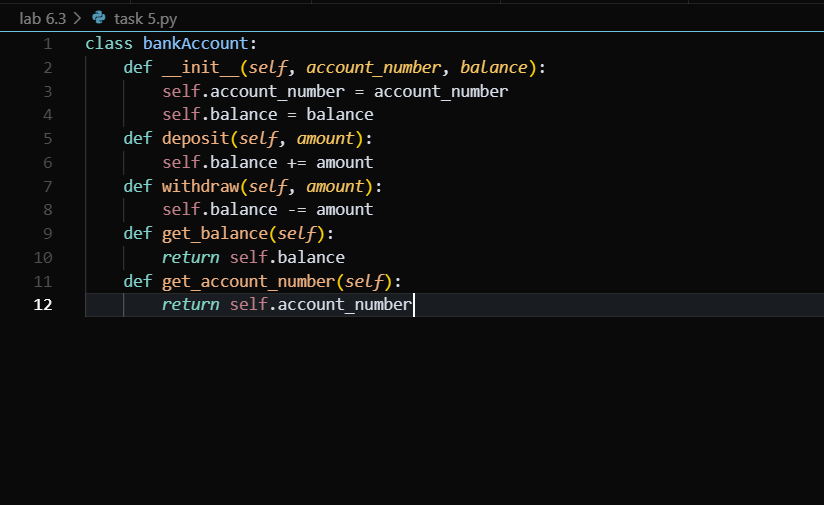 lab 6.3 > task 5.py
1 class bankAccount:
2     def __init__(self, account_number, balance):
3         self.account_number = account_number
4         self.balance = balance
5     def deposit(self, amount):
6         self.balance += amount
7     def withdraw(self, amount):
8         self.balance -= amount
9     def get_balance(self):
10         return self.balance
11     def get_account_number(self):
12         return self.account_number